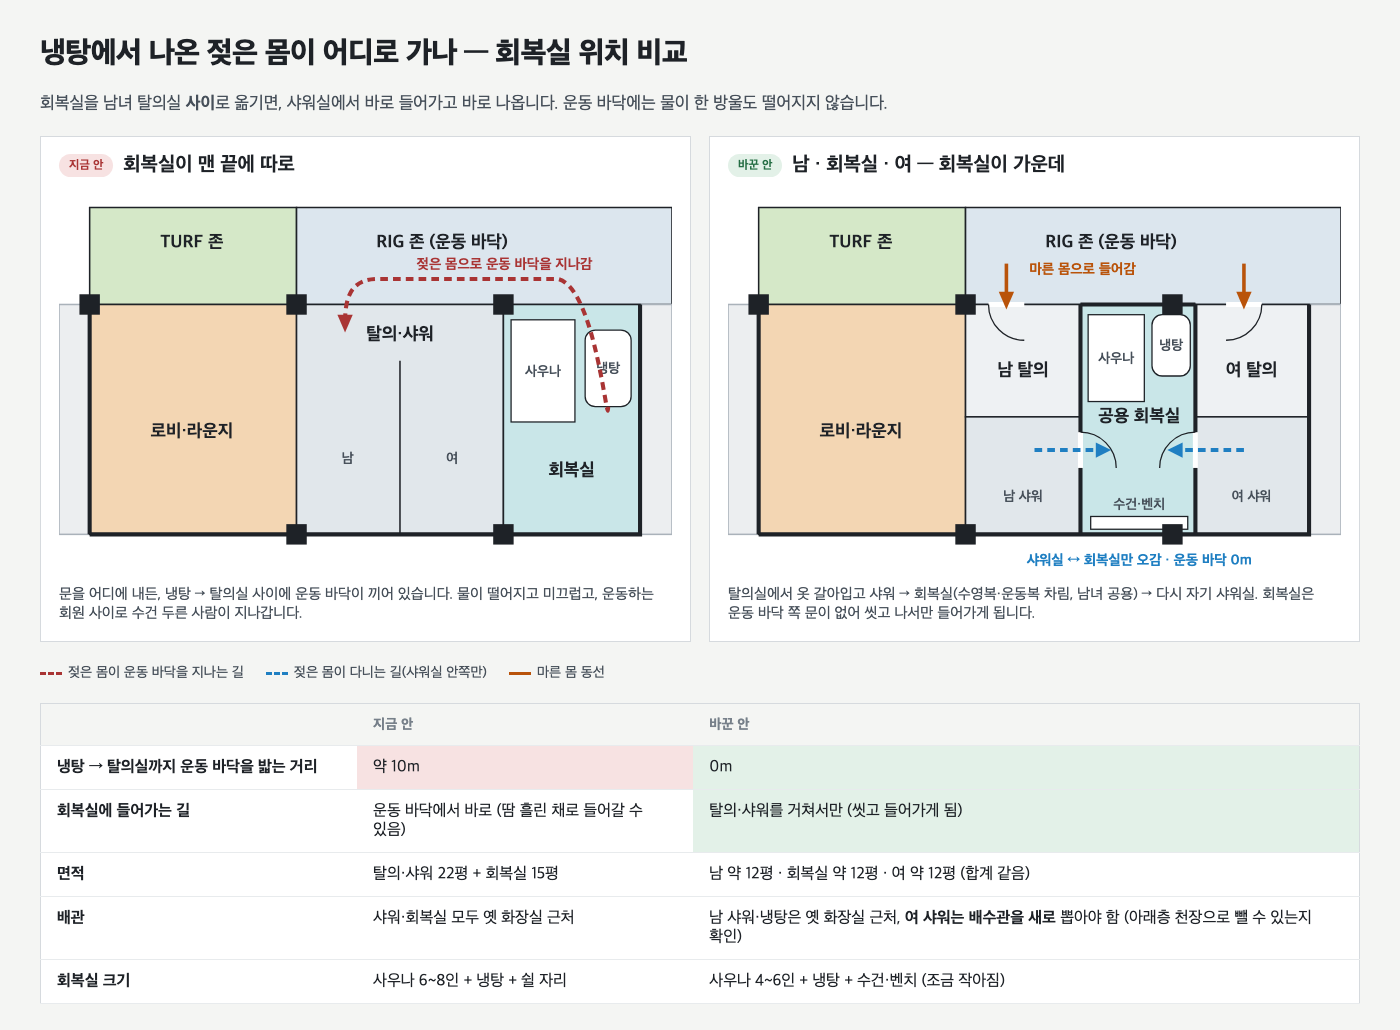 냉탕에서 나온 젖은 몸이 어디로 가나 — 회복실 위치 비교
회복실을 남녀 탈의실 사이로 옮기면, 샤워실에서 바로 들어가고 바로 나옵니다. 운동 바닥에는 물이 한 방울도 떨어지지 않습니다.
지금 안 회복실이 맨 끝에 따로
TURF 존
RIG 존 (운동 바닥)
젖은 몸으로 운동 바닥을 지나감
탈의·샤워
사우나
냉탕
로비·라운지
남
여
회복실
문을 어디에 내든, 냉탕 → 탈의실 사이에 운동 바닥이 끼어 있습니다. 물이 떨어지고 미끄럽고, 운동하는
회원 사이로 수건 두른 사람이 지나갑니다.
바꾼 안 남 · 회복실 · 여 — 회복실이 가운데
TURF 존
RIG 존 (운동 바닥)
마른 몸으로 들어감
냉탕
사우나
남 탈의
여 탈의
공용 회복실
로비·라운지
남 샤워
수건·벤치
여 샤워
샤워실 ↔ 회복실만 오감 · 운동 바닥 0m
탈의실에서 옷 갈아입고 샤워 → 회복실(수영복·운동복 차림, 남녀 공용) → 다시 자기 샤워실. 회복실은
운동 바닥 쪽 문이 없어 씻고 나서만 들어가게 됩니다.
젖은 몸이 운동 바닥을 지나는 길 젖은 몸이 다니는 길(샤워실 안쪽만) 마른 몸 동선
지금 안 바꾼 안
냉탕 → 탈의실까지 운동 바닥을 밟는 거리 약 10m 0m
회복실에 들어가는 길 운동 바닥에서 바로 (땀 흘린 채로 들어갈 수 탈의·샤워를 거쳐서만 (씻고 들어가게 됨)
있음)
면적 탈의·샤워 22평 + 회복실 15평 남 약 12평 · 회복실 약 12평 · 여 약 12평 (합계 같음)
배관 샤워·회복실 모두 옛 화장실 근처 남 샤워·냉탕은 옛 화장실 근처, 여 샤워는 배수관을 새로 뽑아야 함 (아래층 천장으로 뺄 수 있는지
확인)
회복실 크기 사우나 6~8인 + 냉탕 + 쉴 자리 사우나 4~6인 + 냉탕 + 수건·벤치 (조금 작아짐)